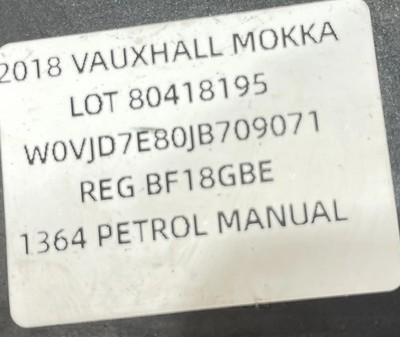 2018 VAUXHALL MOKKA
LOT 80418195
W0VJD7E80JB709071
REG BF18GBE
1364 PETROL MANUAL